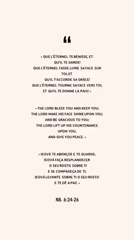 “
« QUE L'ÉTERNEL TE BÉNISSE, ET
QU'IL TE GARDE!
QUE L'ÉTERNEL FASSE LUIRE SA FACE SUR
TOI, ET
QU'IL T'ACCORDE SA GRÂCE!
QUE L'ÉTERNEL TOURNE SA FACE VERS TOI,
ET QU'IL TE DONNE LA PAIX! »
«THE LORD BLESS YOU AND KEEP YOU;
THE LORD MAKE HIS FACE SHINE UPON YOU,
AND BE GRACIOUS TO YOU;
THE LORD LIFT UP HIS COUNTENANCE
UPON YOU,
AND GIVE YOU PEACE. »
TE ABENÇOE E TE GUARDE;
FAÇA RESPLANDECER
O SEU ROSTO SOBRE TI
E SE COMPADEÇA DE TI;
LEVANTE SOBRE TI O SEU ROSTO
E TE DÊ A PAZ »
NB. 6:24-26